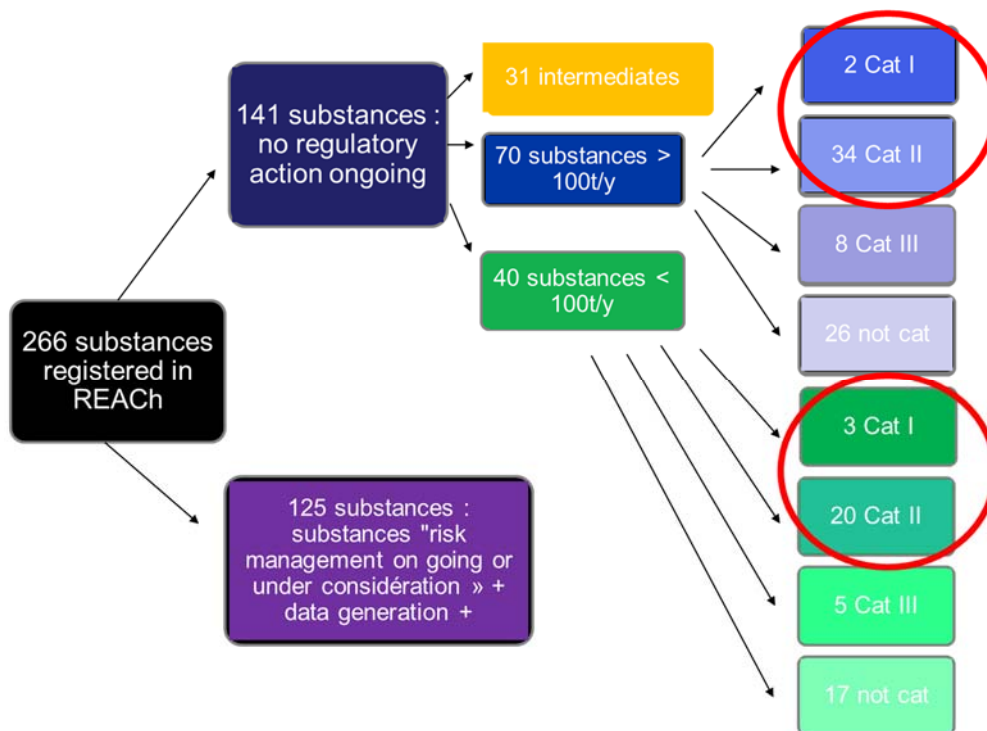 266 substances
registered in
REACh
141 substances :
no regulatory
action ongoing
125 substances :
substances "risk
management on going or
under considération » +
data generation +
31 intermediates
70 substances >
100t/y
40 substances <
100t/y
2 Cat I
34 Cat II
8 Cat III
26 not cat
3 Cat I
20 Cat II
5 Cat III
17 not cat